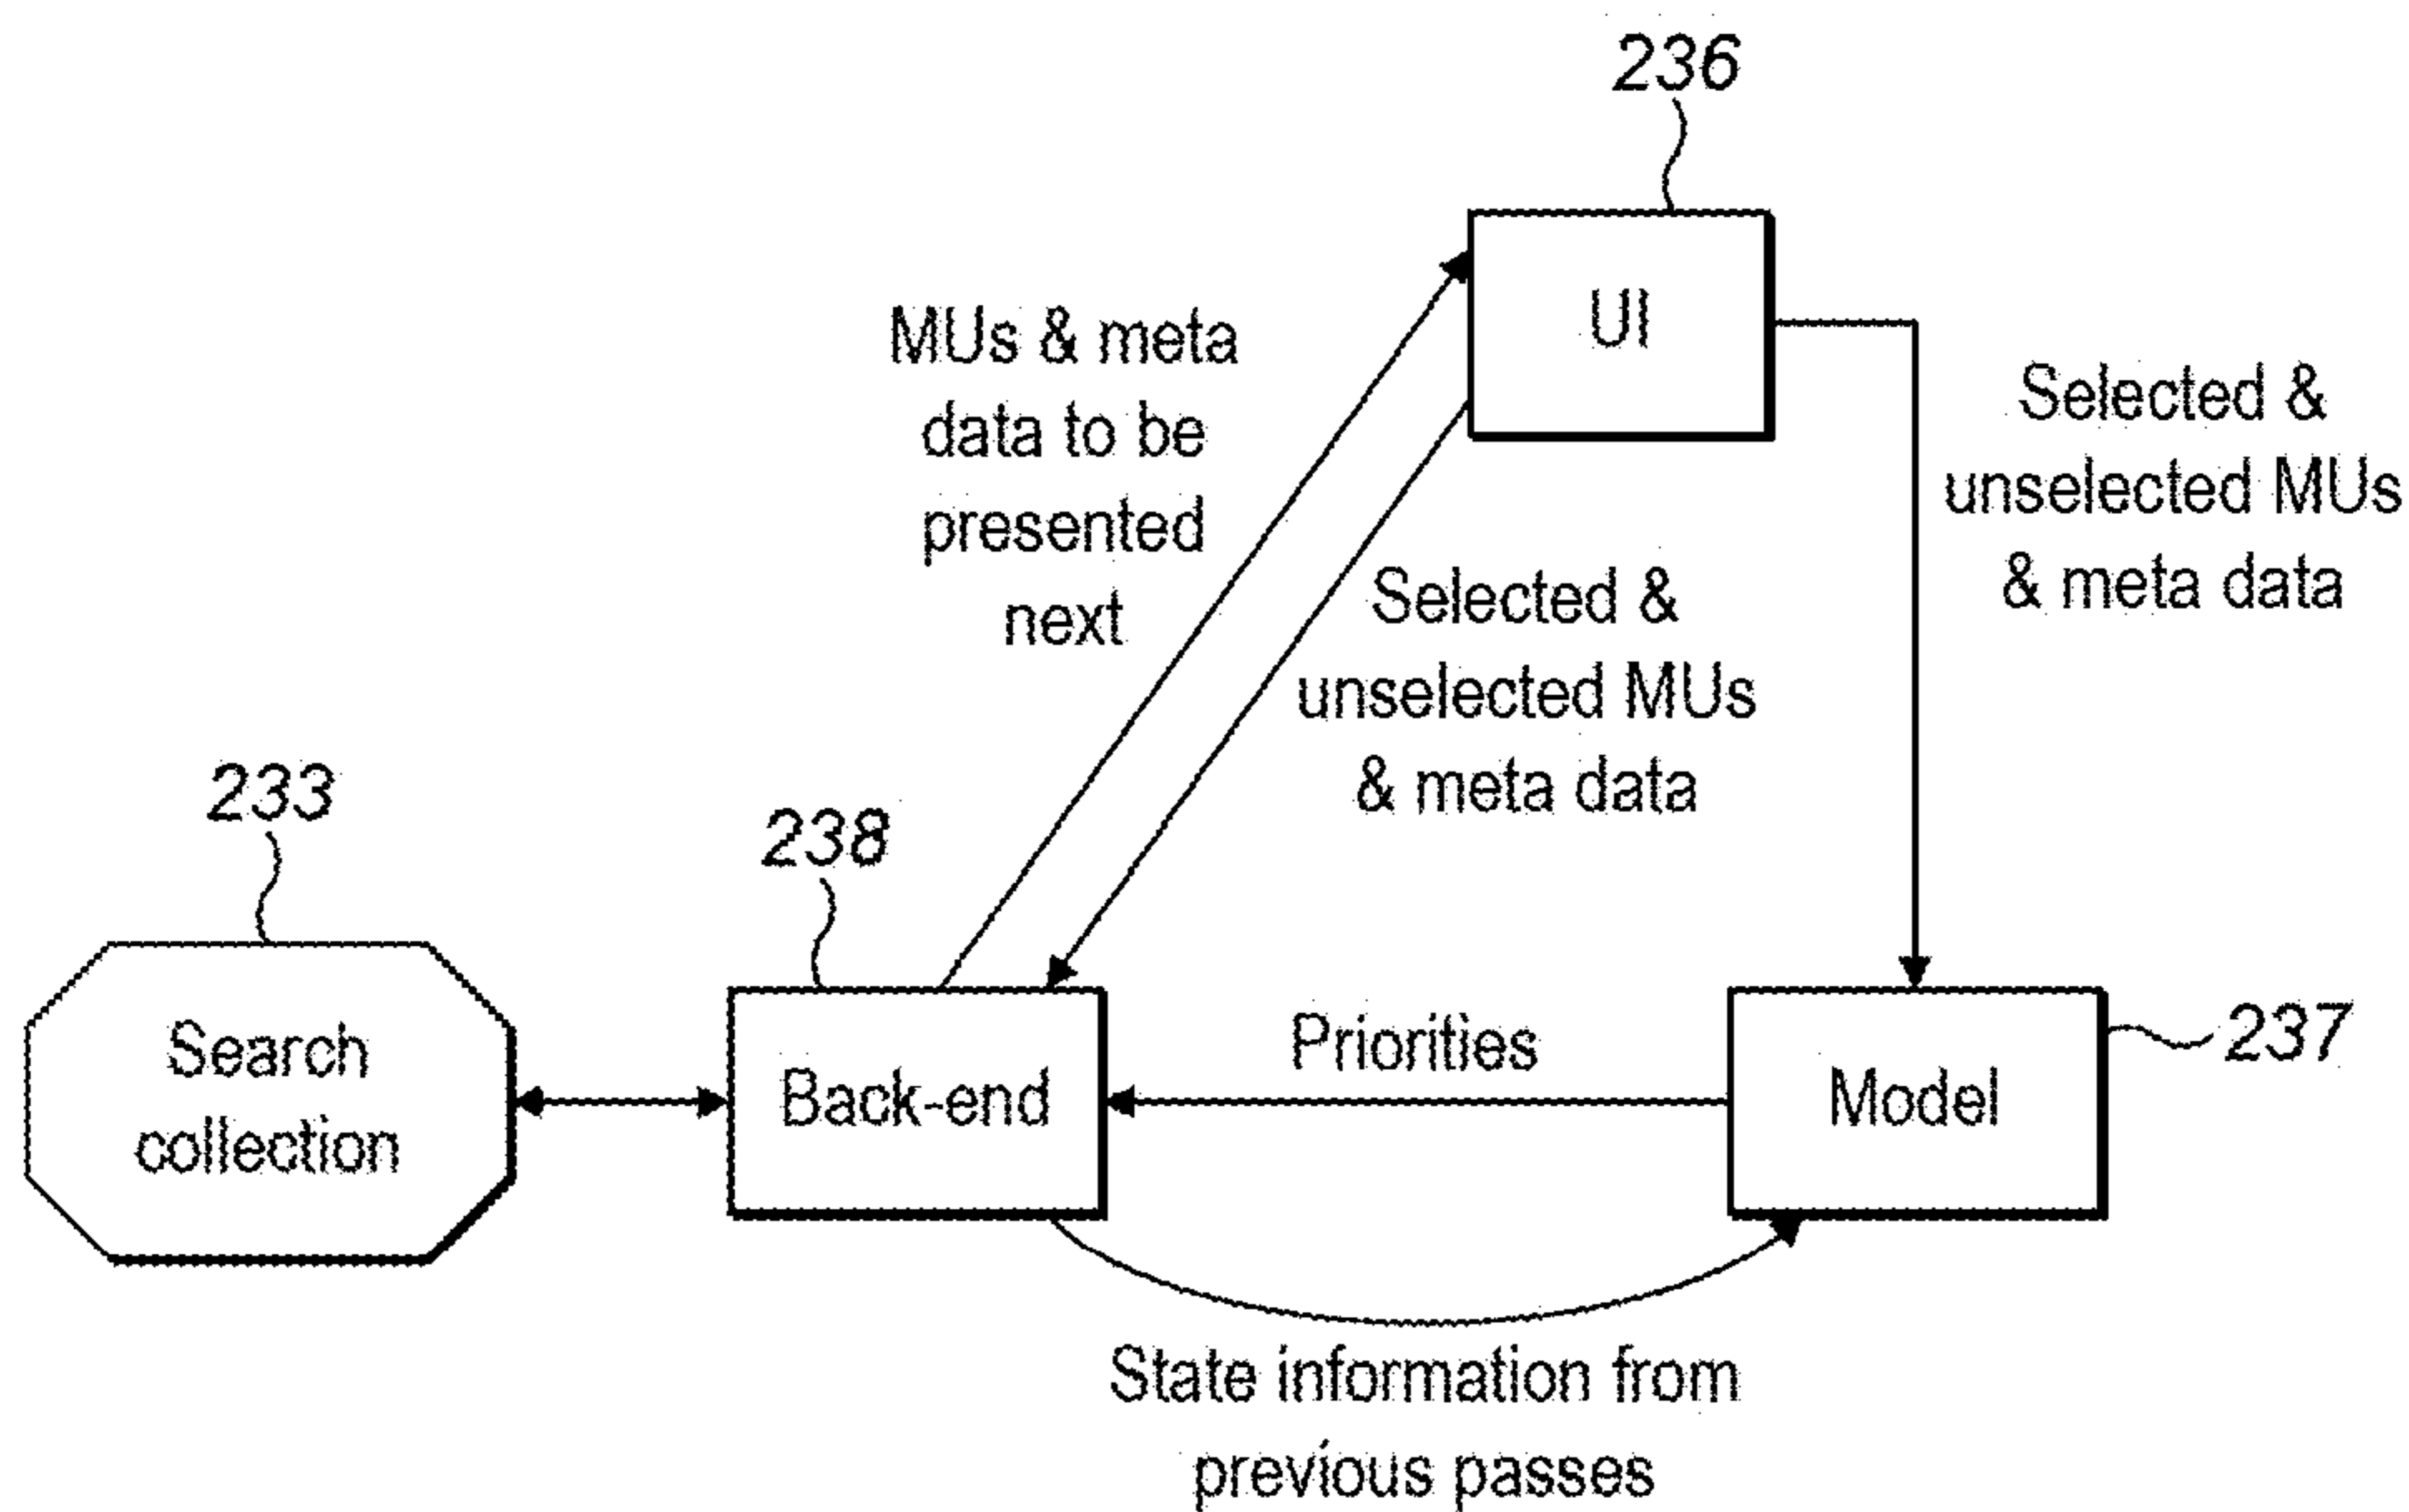 236
UI
MUs & meta
data to be
presented
next
Selected &
unselected MUs
& meta data
Selected &
unselected MUs
& meta data
233
238
Search
collection
Back-end
Priorities
Model
237
State information from
previous passes